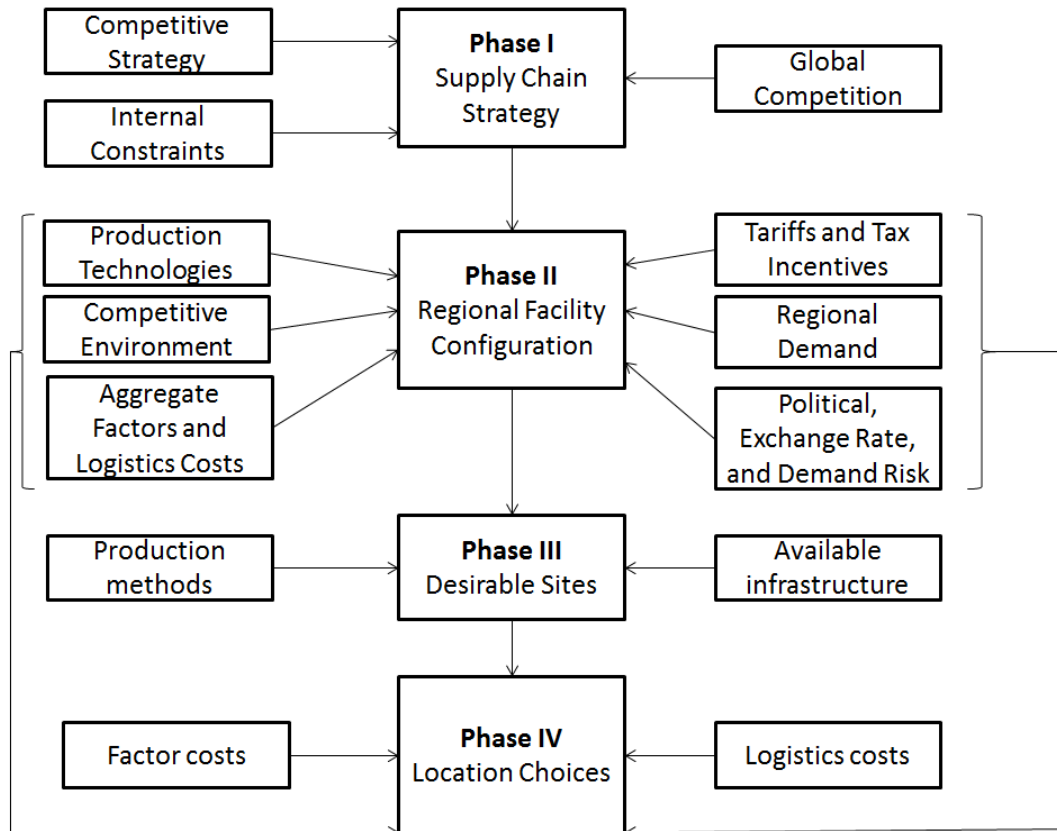 Competitive
Strategy
Phase I
Supply Chain
Strategy
Global
Competition
Internal
Constraints
Production
Technologies
Phase II
Regional Facility
Configuration
Tariffs and Tax
Incentives
Competitive
Environment
Regional
Demand
Aggregate
Factors and
Logistics Costs
Political,
Exchange Rate,
and Demand Risk
Production
methods
Phase III
Desirable Sites
Available
infrastructure
Factor costs
Phase IV
Location Choices
Logistics costs